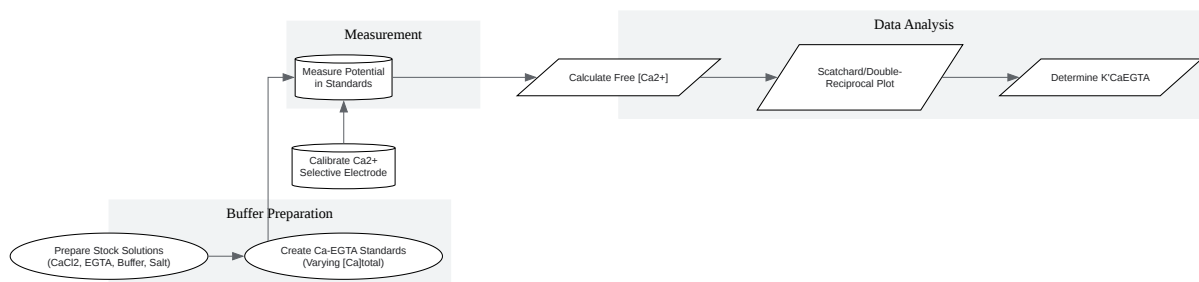 Data Analysis
Measurement
Measure Potential
in Standards
Calculate Free [Ca2+]
Scatchard/Double-
Reciprocal Plot
Determine K'CaEGTA
Calibrate Ca2+
Selective Electrode
Buffer Preparation
Prepare Stock Solutions
(CaCl2, EGTA, Buffer, Salt)
Create Ca-EGTA Standards
(Varying [Ca]total)